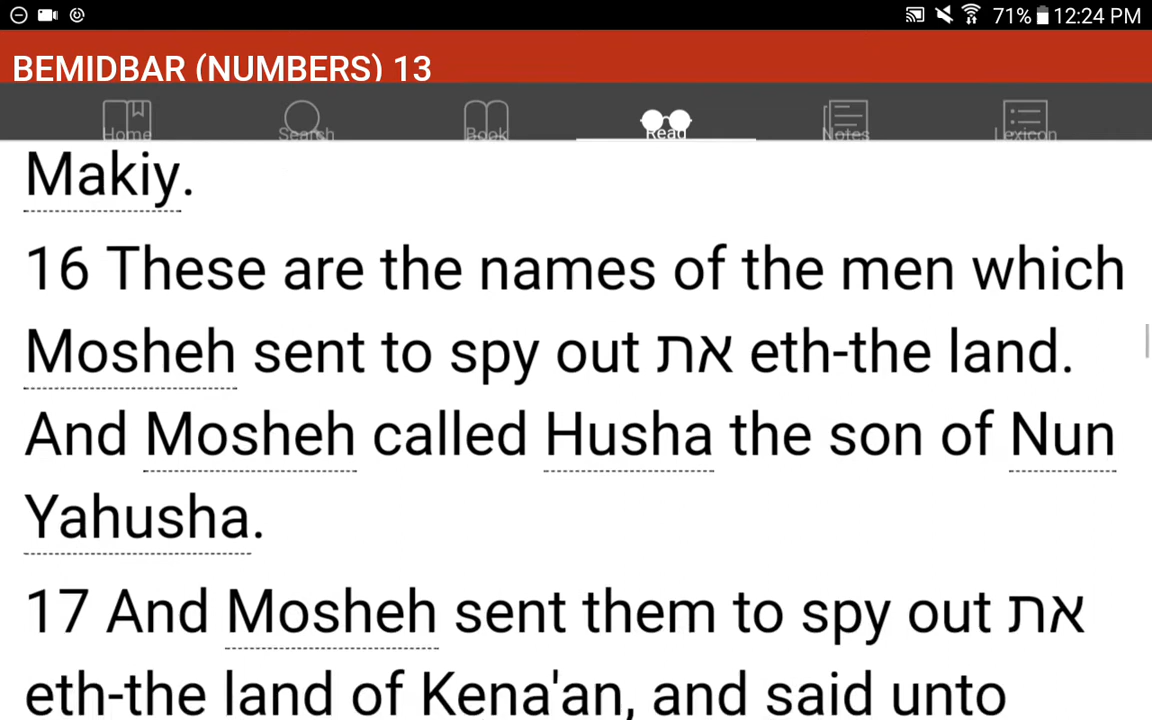 71% 12:24 PM
BEMIDBAR (NUMBERS) 13
Home Search Book Read Notes Lexicon
Makiy.
16 These are the names of the men which
Mosheh sent to spy out את eth-the land.
And Mosheh called Husha the son of Nun
Yahusha.
17 And Mosheh sent them to spy out את
eth-the land of Kena'an, and said unto